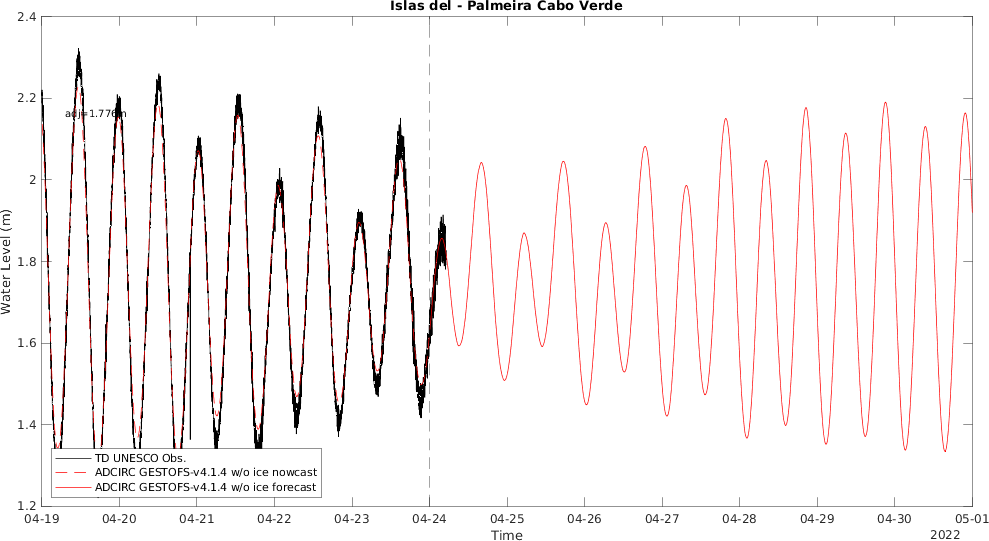 Islas del - Palmeira Cabo Verde
2.4
2.2
2
1.8
1.6
1.4
1.2
Water Level (m)
adj=1.776m
TD UNESCO Obs.
ADCIRC GESTOFS-v4.1.4 w/o ice nowcast
ADCIRC GESTOFS-v4.1.4 w/o ice forecast
04-19 04-20 04-21 04-22 04-23 04-24 04-25 04-26 04-27 04-28 04-29 04-30 05-01
Time
2022